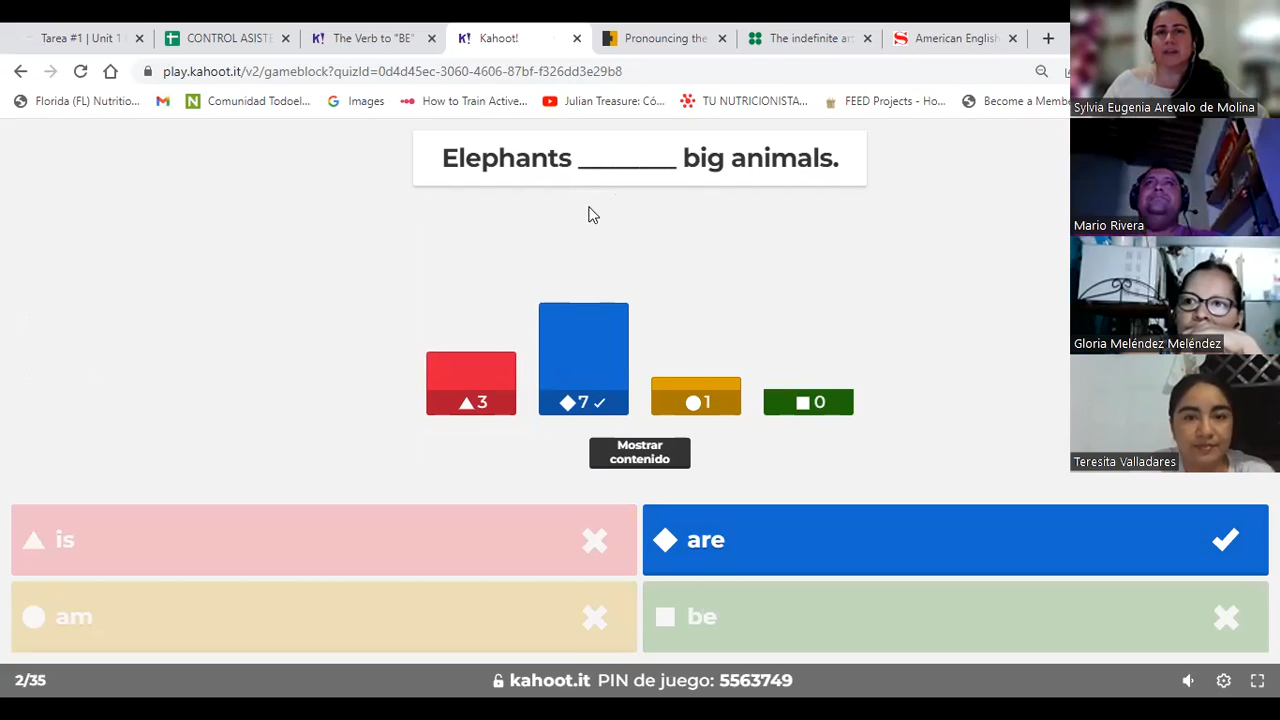 Tarea #1 | Unit 1
CONTROL ASISTE
The Verb to "BE"
Kahoot!
Pronouncing the
The indefinite ar
American English
play.kahoot.it/v2/gameblock?quizId=0d4d45ec-3060-4606-87bf-f326dd3e29b8
Florida (FL) Nutritio...
Comunidad Todoel...
Images
How to Train Active...
Julian Treasure: Có...
TU NUTRICIONISTA...
FEED Projects - Ho...
Become a Membe
Sylvia Eugenia Arevalo de Molina
Elephants _______ big animals.
Mario Rivera
Gloria Meléndez Meléndez
3
7
1
0
Mostrar
contenido
Teresita Valladares
is
are
am
be
2/35
kahoot.it PIN de juego: 5563749